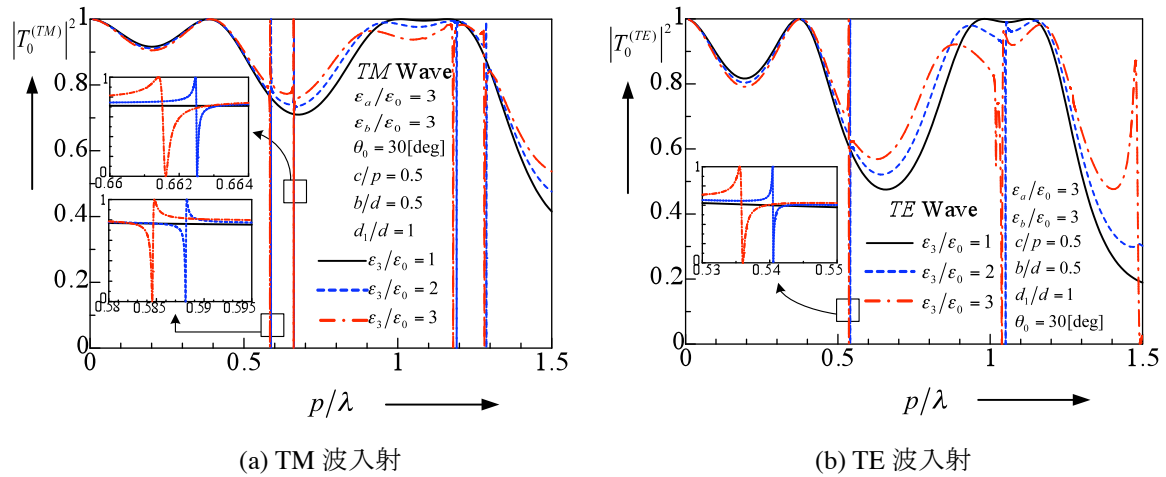 |T₀^(TM)|²
1
0.8
0.6
0.4
0.2
0
0
0.5
1
1.5
p/λ
TM Wave
ε_a/ε_0 = 3
ε_b/ε_0 = 3
θ_0 = 30[deg]
c/p = 0.5
b/d = 0.5
d_1/d = 1
ε_3/ε_0 = 1
ε_3/ε_0 = 2
ε_3/ε_0 = 3
1
0
0.66
0.662
0.664
1
0
0.58
0.585
0.59
0.595
(a) TM 波入射
|T₀^(TE)|²
1
0.8
0.6
0.4
0.2
0
0
0.5
1
1.5
p/λ
1
0
0.53
0.54
0.55
TE Wave
ε_3/ε_0 = 1
ε_3/ε_0 = 2
ε_3/ε_0 = 3
ε_a/ε_0 = 3
ε_b/ε_0 = 3
c/p = 0.5
b/d = 0.5
d_1/d = 1
θ_0 = 30[deg]
(b) TE 波入射